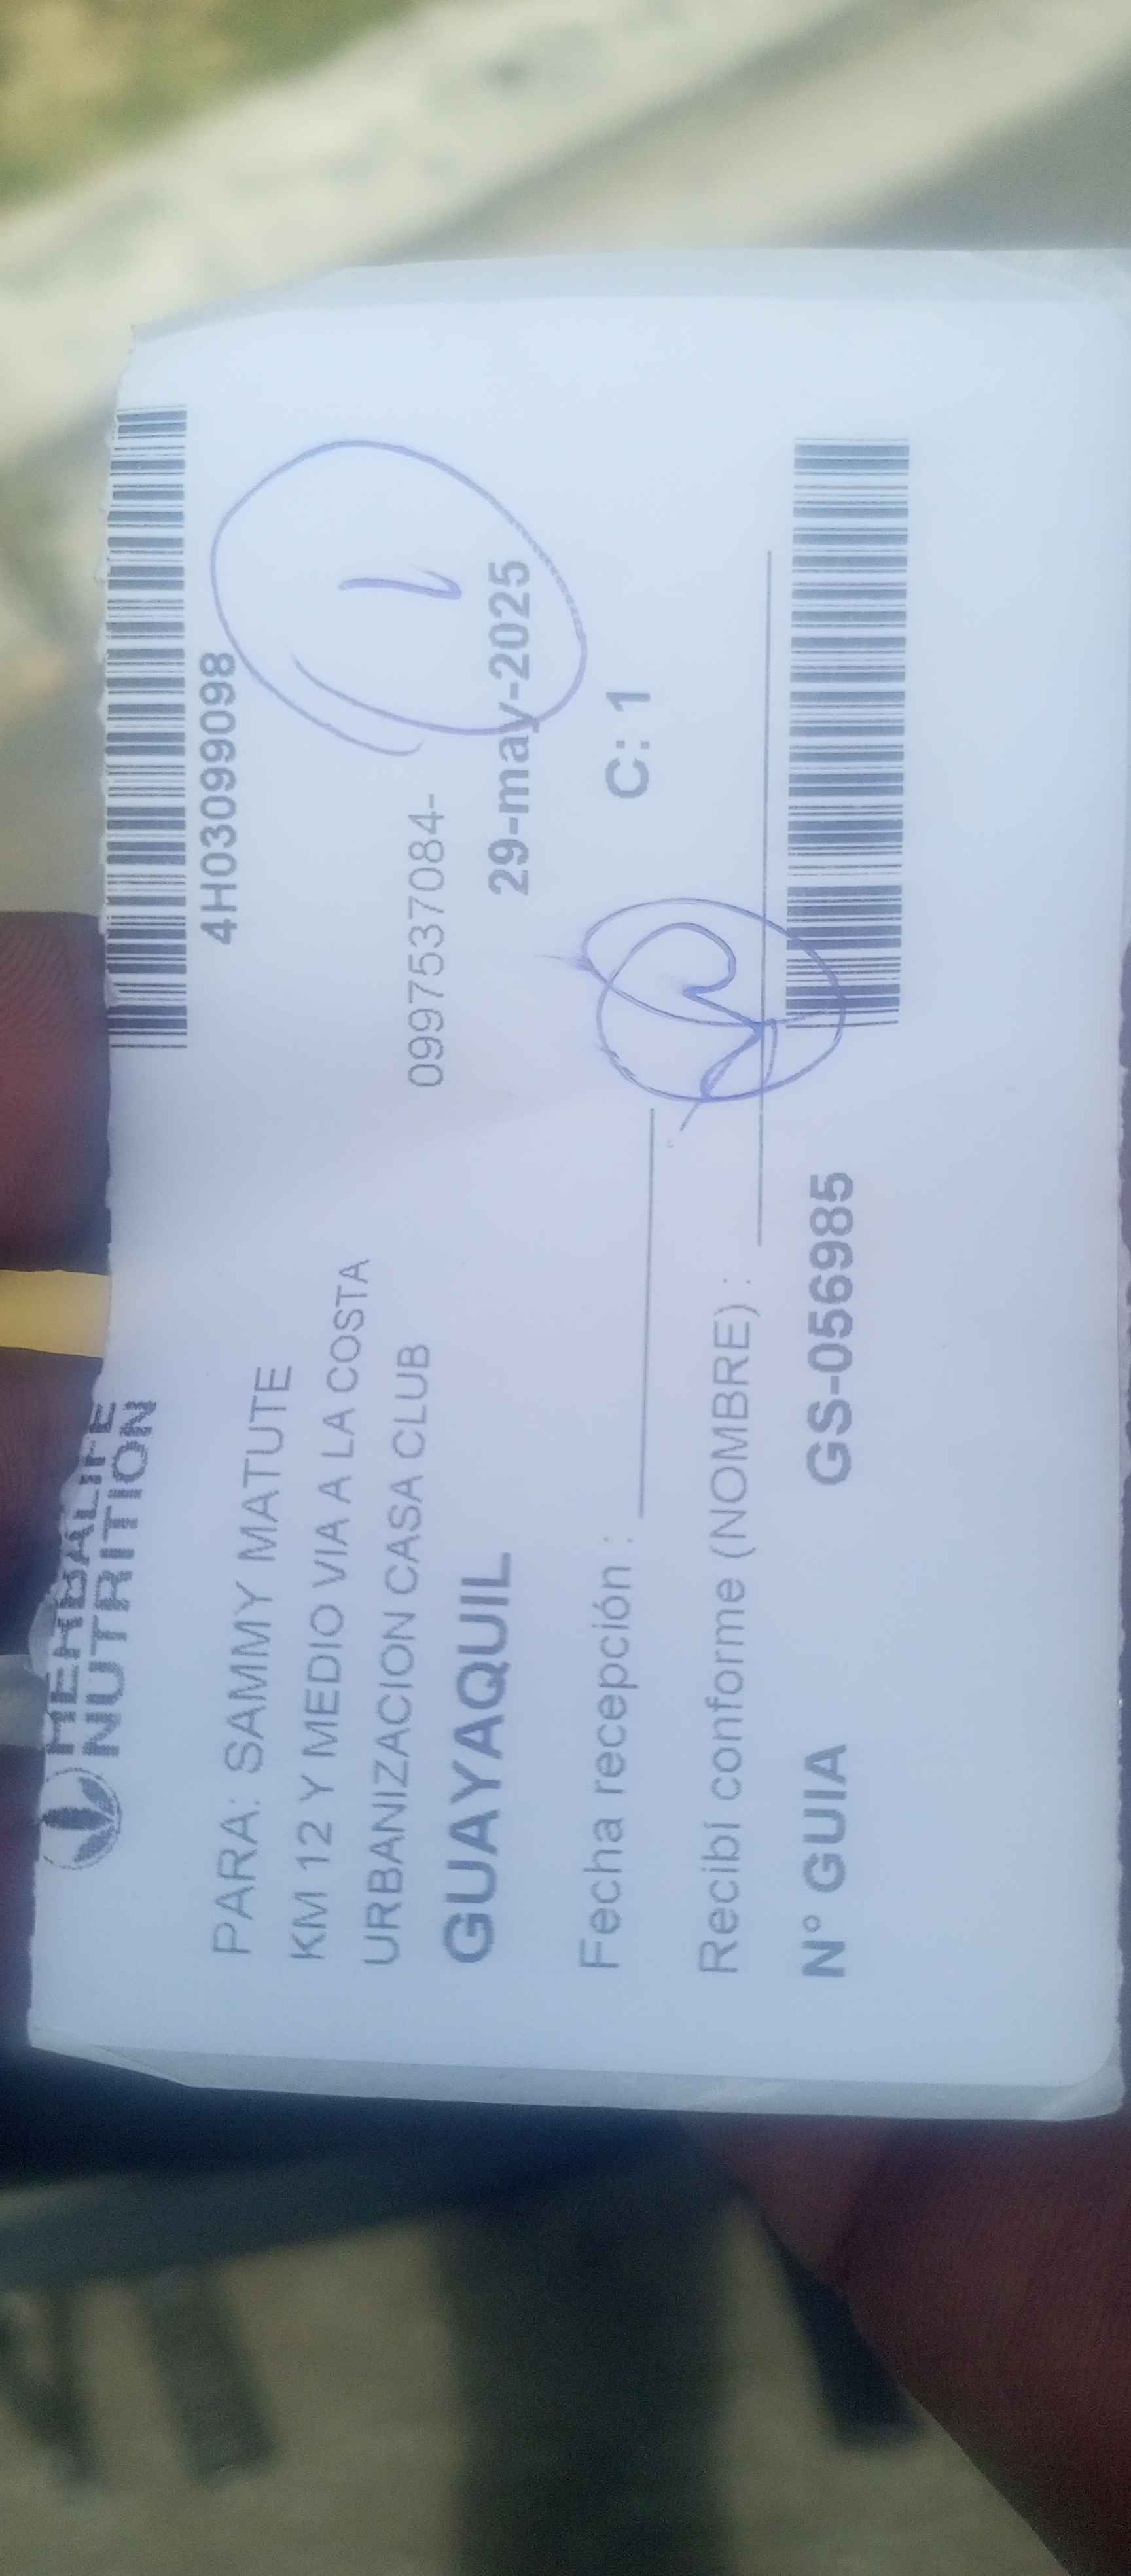 HERBALIFE
NUTRITION
4H03099098
PARA: SAMMY MATUTE
KM 12 Y MEDIO VIA A LA COSTA
URBANIZACION CASA CLUB
0997537084-
1
GUAYAQUIL
29-may-2025
Fecha recepción :
C: 1
Recibí conforme (NOMBRE) :
N° GUIA
GS-056985